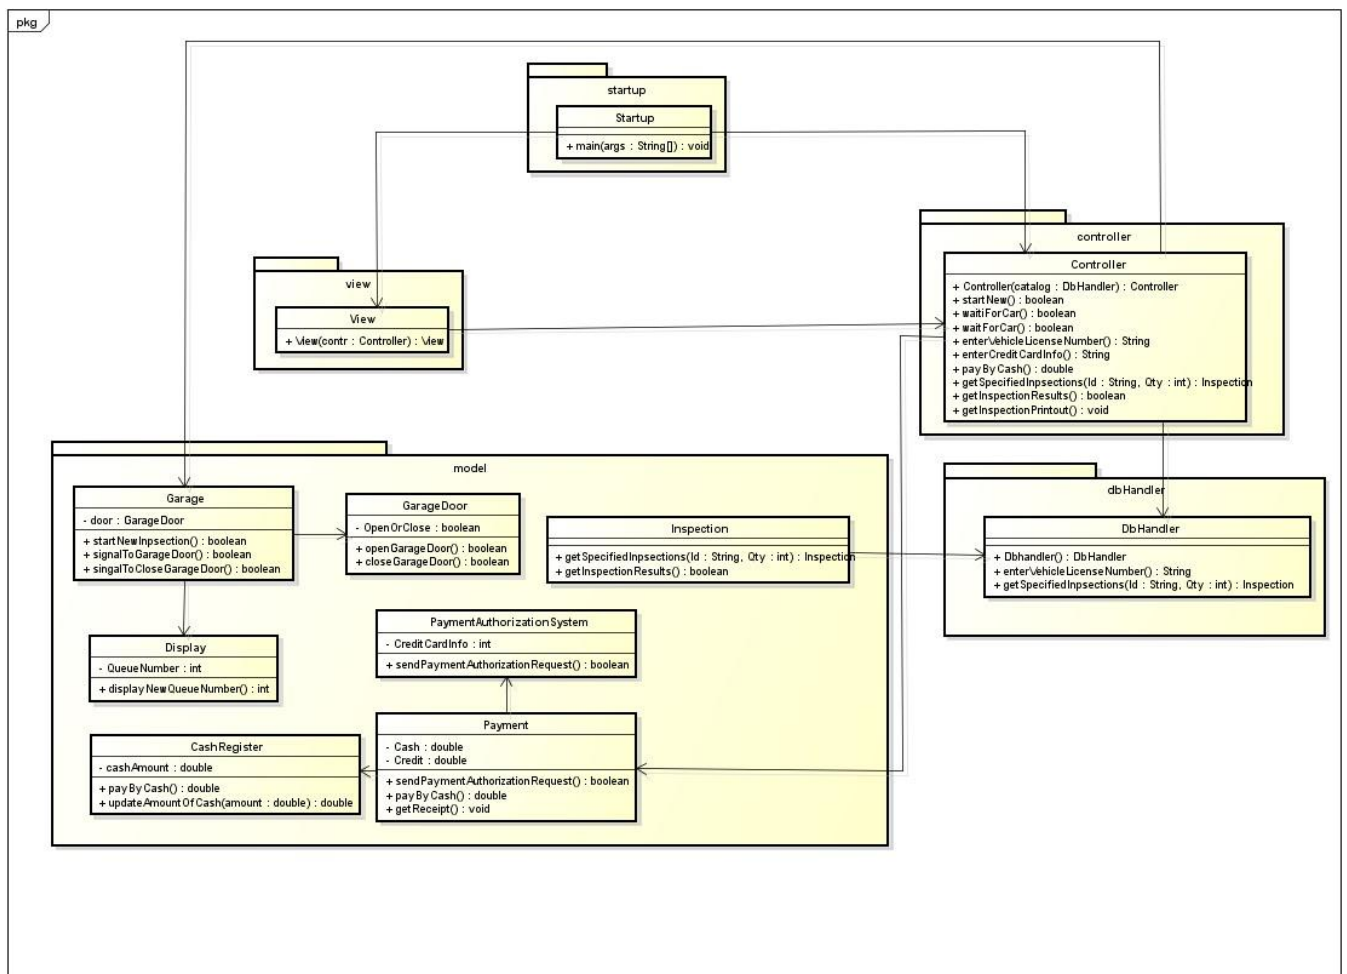 pkg
startup
Startup
+ main(args : String[]) : void
controller
Controller
+ Controller(catalog : DbHandler) : Controller
+ startNew() : boolean
+ waitiForCar() : boolean
+ waitForCar() : boolean
+ enterVehicleLicenseNumber() : String
+ enterCreditCardInfo() : String
+ payByCash() : double
+ getSpecifiedInpsections(Id : String, Qty : int) : Inspection
+ getInspectionResults() : boolean
+ getInspectionPrintout() : void
view
View
+ View(contr : Controller) : View
model
Garage
- door : GarageDoor
+ startNewInpsection() : boolean
+ signalToGarageDoor() : boolean
+ singalToCloseGarageDoor() : boolean
GarageDoor
- OpenOrClose : boolean
+ openGarageDoor() : boolean
+ closeGarageDoor() : boolean
Inspection
+ getSpecifiedInpsections(Id : String, Qty : int) : Inspection
+ getInspectionResults() : boolean
dbHandler
DbHandler
+ Dbhandler() : DbHandler
+ enterVehicleLicenseNumber() : String
+ getSpecifiedInpsections(Id : String, Qty : int) : Inspection
Display
- QueueNumber : int
+ displayNewQueueNumber() : int
PaymentAuthorizationSystem
- CreditCardInfo : int
+ sendPaymentAuthorizationRequest() : boolean
CashRegister
- cashAmount : double
+ payByCash() : double
+ updateAmountOfCash(amount : double) : double
Payment
- Cash : double
- Credit : double
+ sendPaymentAuthorizationRequest() : boolean
+ payByCash() : double
+ getReceipt() : void